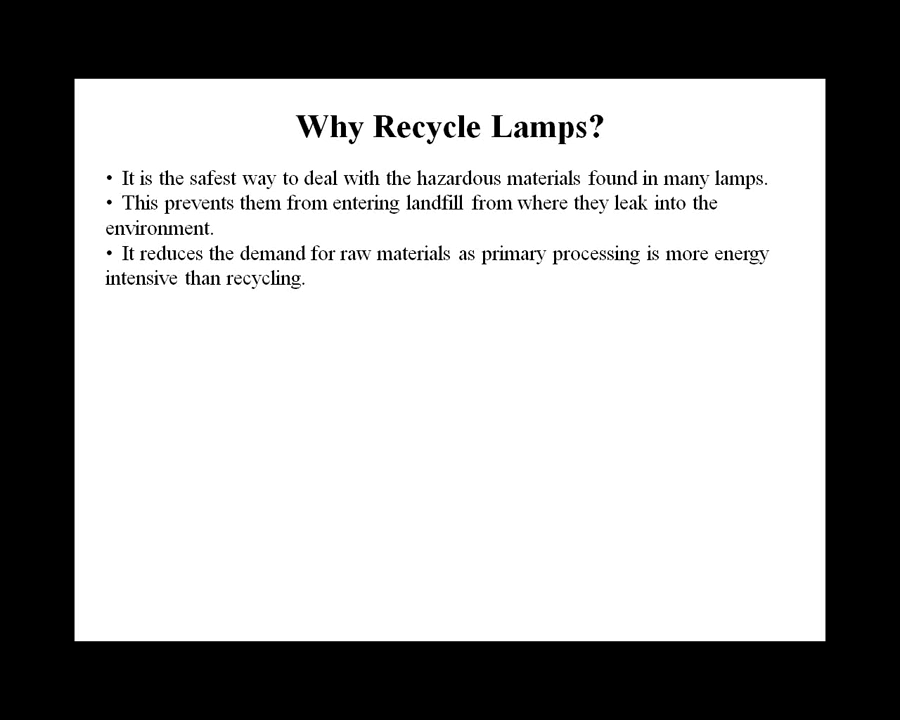 Why Recycle Lamps?
• It is the safest way to deal with the hazardous materials found in many lamps.
• This prevents them from entering landfill from where they leak into the
environment.
• It reduces the demand for raw materials as primary processing is more energy
intensive than recycling.